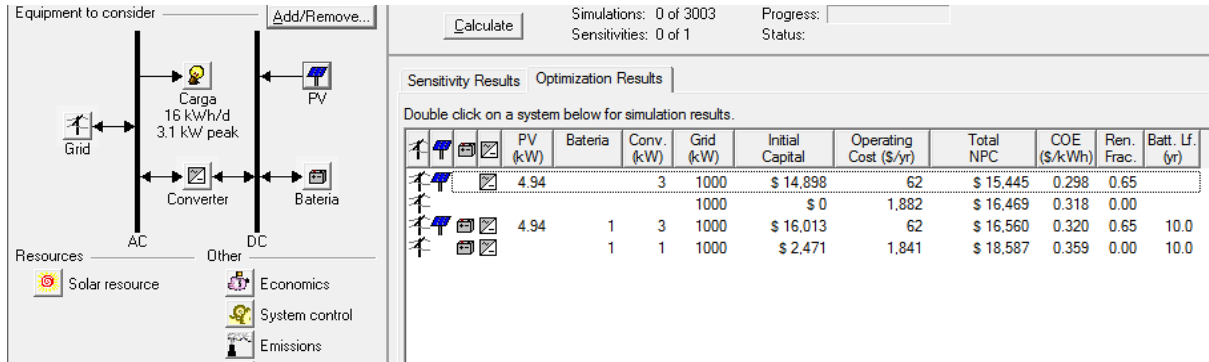 Equipment to consider
Add/Remove...
Carga
16 kWh/d
3.1 kW peak
PV
Grid
Converter
Bateria
AC
DC
Resources
Other
Solar resource
Economics
System control
Emissions
Calculate
Simulations: 0 of 3003
Progress:
Sensitivities: 0 of 1
Status:
Sensitivity Results
Optimization Results
Double click on a system below for simulation results.
PV (kW) Bateria Conv. (kW) Grid (kW) Initial Capital Operating Cost ($/yr) Total NPC COE ($/kWh) Ren. Frac. Batt. Lf. (yr)
4.94 3 1000 $ 14,898 62 $ 15,445 0.298 0.65
1000 $ 0 1,882 $ 16,469 0.318 0.00
4.94 1 3 1000 $ 16,013 62 $ 16,560 0.320 0.65 10.0
1 1 1000 $ 2,471 1,841 $ 18,587 0.359 0.00 10.0